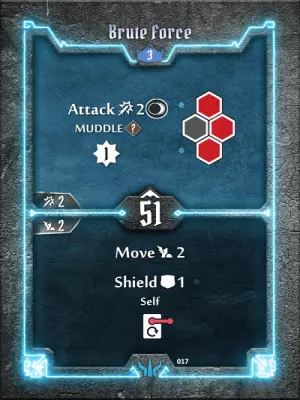 Brute Force
3
Attack 2
MUDDLE ?
1
2
51
2
Move 2
Shield 1
Self
017